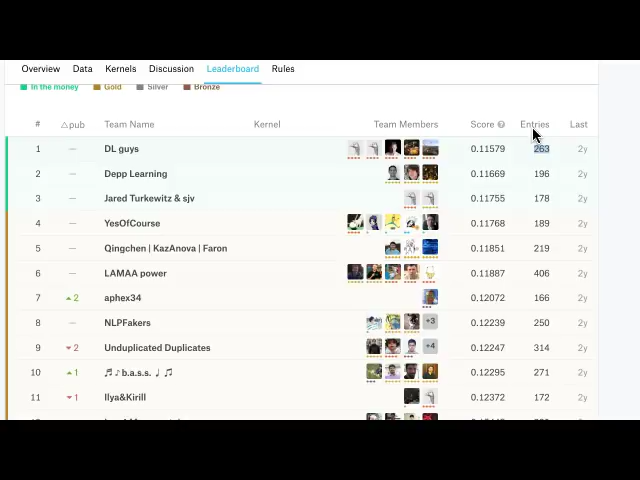 Overview Data Kernels Discussion Leaderboard Rules
In the money Gold Silver Bronze
# △pub Team Name Kernel Team Members Score Entries Last
1 — DL guys 0.11579 263 2y
2 — Depp Learning 0.11669 196 2y
3 — Jared Turkewitz & sjv 0.11755 178 2y
4 — YesOfCourse 0.11768 189 2y
5 — Qingchen | KazAnova | Faron 0.11851 219 2y
6 — LAMAA power 0.11887 406 2y
7 ▲2 aphex34 0.12072 166 2y
8 — NLPFakers +3 0.12239 250 2y
9 ▼2 Unduplicated Duplicates +4 0.12247 314 2y
10 ▲1 ♬ ♪ b.a.s.s. ♩ ♫ 0.12295 271 2y
11 ▼1 Ilya&Kirill 0.12372 172 2y